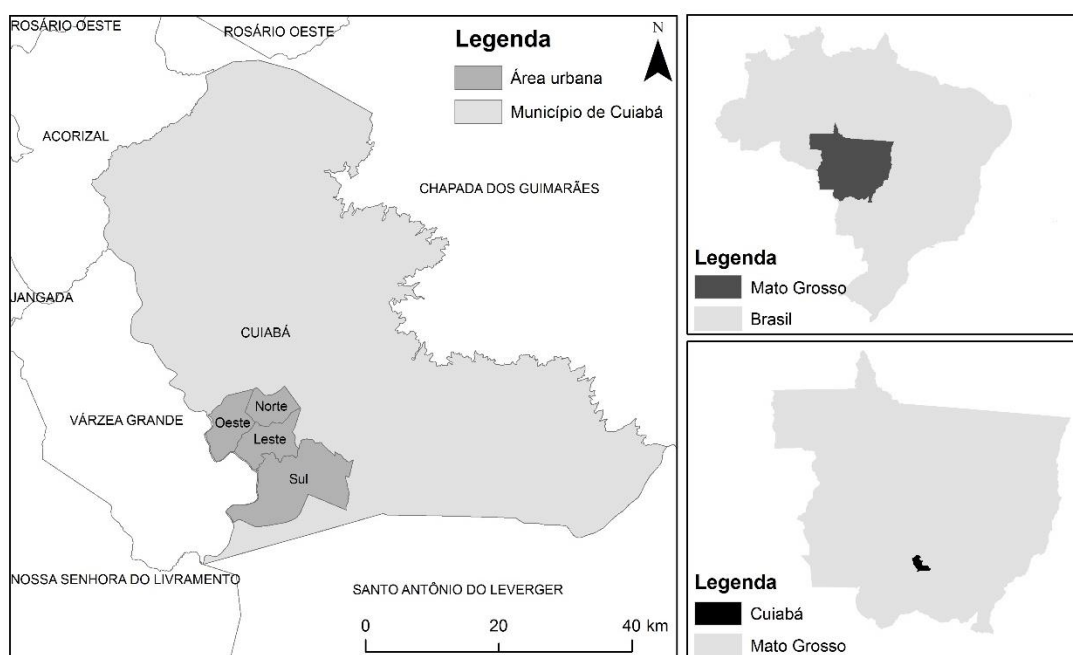 ROSÁRIO OESTE
ROSÁRIO OESTE
Legenda
Área urbana
Município de Cuiabá
N
ACORIZAL
CHAPADA DOS GUIMARÃES
JANGADA
CUIABÁ
VÁRZEA GRANDE
Norte
Oeste
Leste
Sul
NOSSA SENHORA DO LIVRAMENTO
SANTO ANTÔNIO DO LEVERGER
0 20 40 km
Legenda
Mato Grosso
Brasil
Legenda
Cuiabá
Mato Grosso